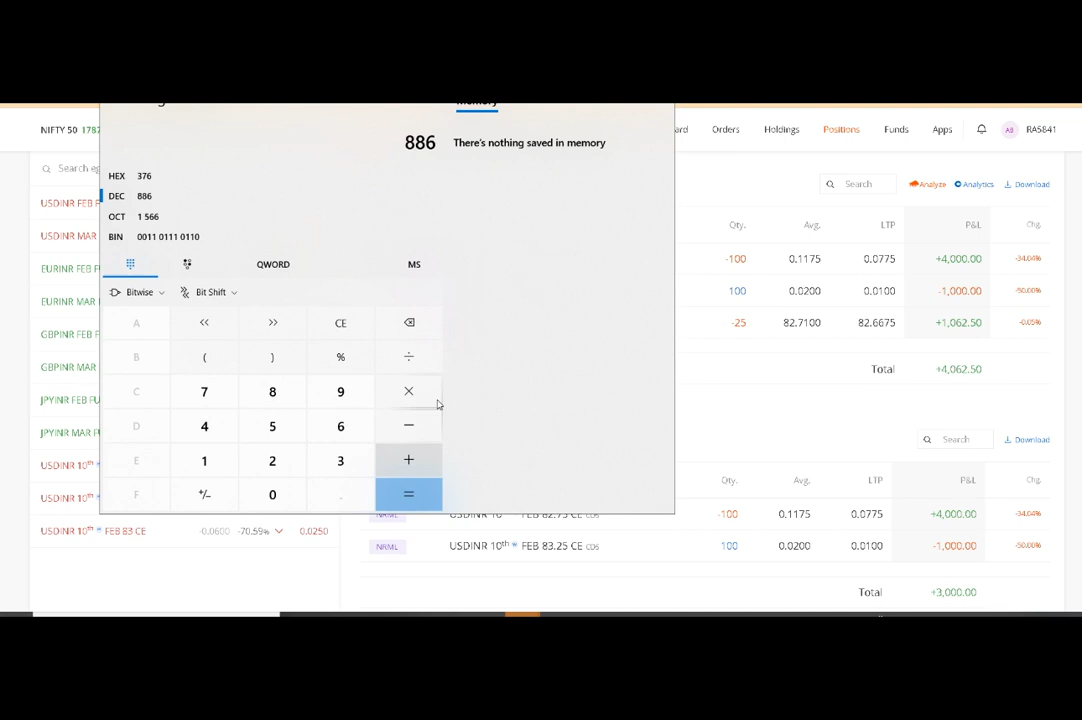 NIFTY 50 1787
Search eg
USDINR FEB F
USDINR MAR
EURINR FEB F
EURINR MAR
GBPINR FEB F
GBPINR MAR
JPYINR FEB FU
JPYINR MAR F
USDINR 10th
USDINR 10th
USDINR 10th FEB 83 CE -0.0600 -70.59% 0.0250
Memory
886
There's nothing saved in memory
HEX 376
DEC 886
OCT 1 566
BIN 0011 0111 0110
QWORD MS
Bitwise Bit Shift
A << >> CE
B ( ) % ÷
C 7 8 9 ×
D 4 5 6 −
E 1 2 3 +
F +/− 0 . =
ard Orders Holdings Positions Funds Apps AB RA5841
Search Analyze Analytics Download
Qty. Avg. LTP P&L Chg.
-100 0.1175 0.0775 +4,000.00 -34.04%
100 0.0200 0.0100 -1,000.00 -50.00%
-25 82.7100 82.6675 +1,062.50 -0.05%
Total +4,062.50
Search Download
Qty. Avg. LTP P&L Chg.
NRML USDINR 10th FEB 82.75 CE CDS -100 0.1175 0.0775 +4,000.00 -34.04%
NRML USDINR 10th FEB 83.25 CE CDS 100 0.0200 0.0100 -1,000.00 -50.00%
Total +3,000.00